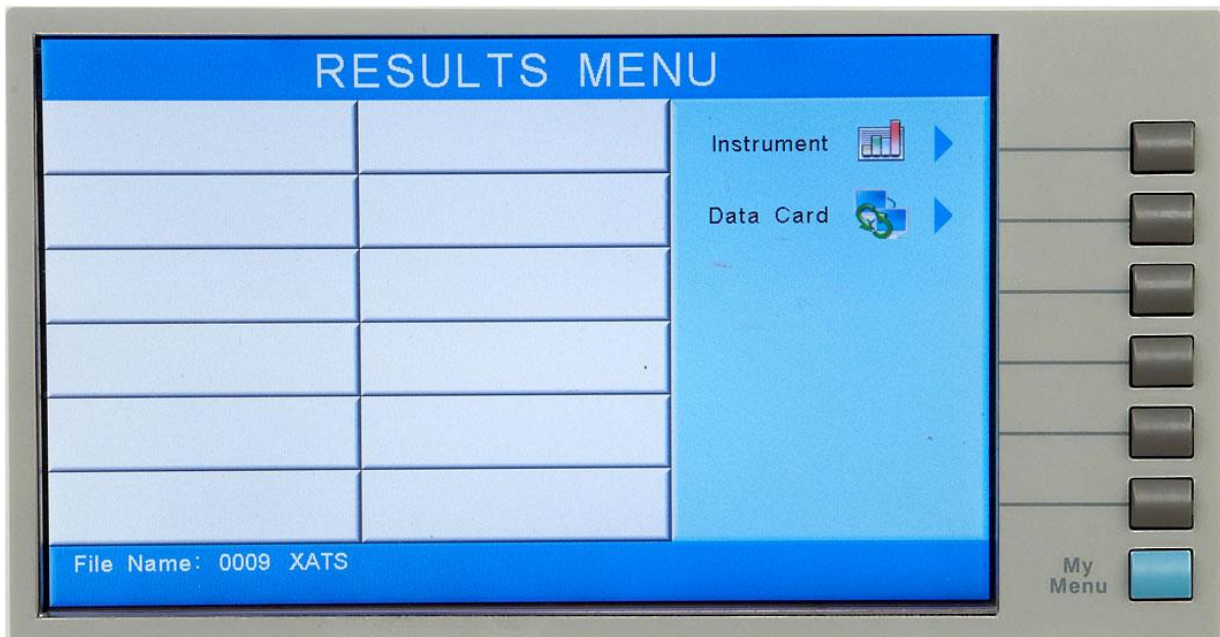 RESULTS MENU
Instrument
Data Card
File Name: 0009 XATS
My
Menu